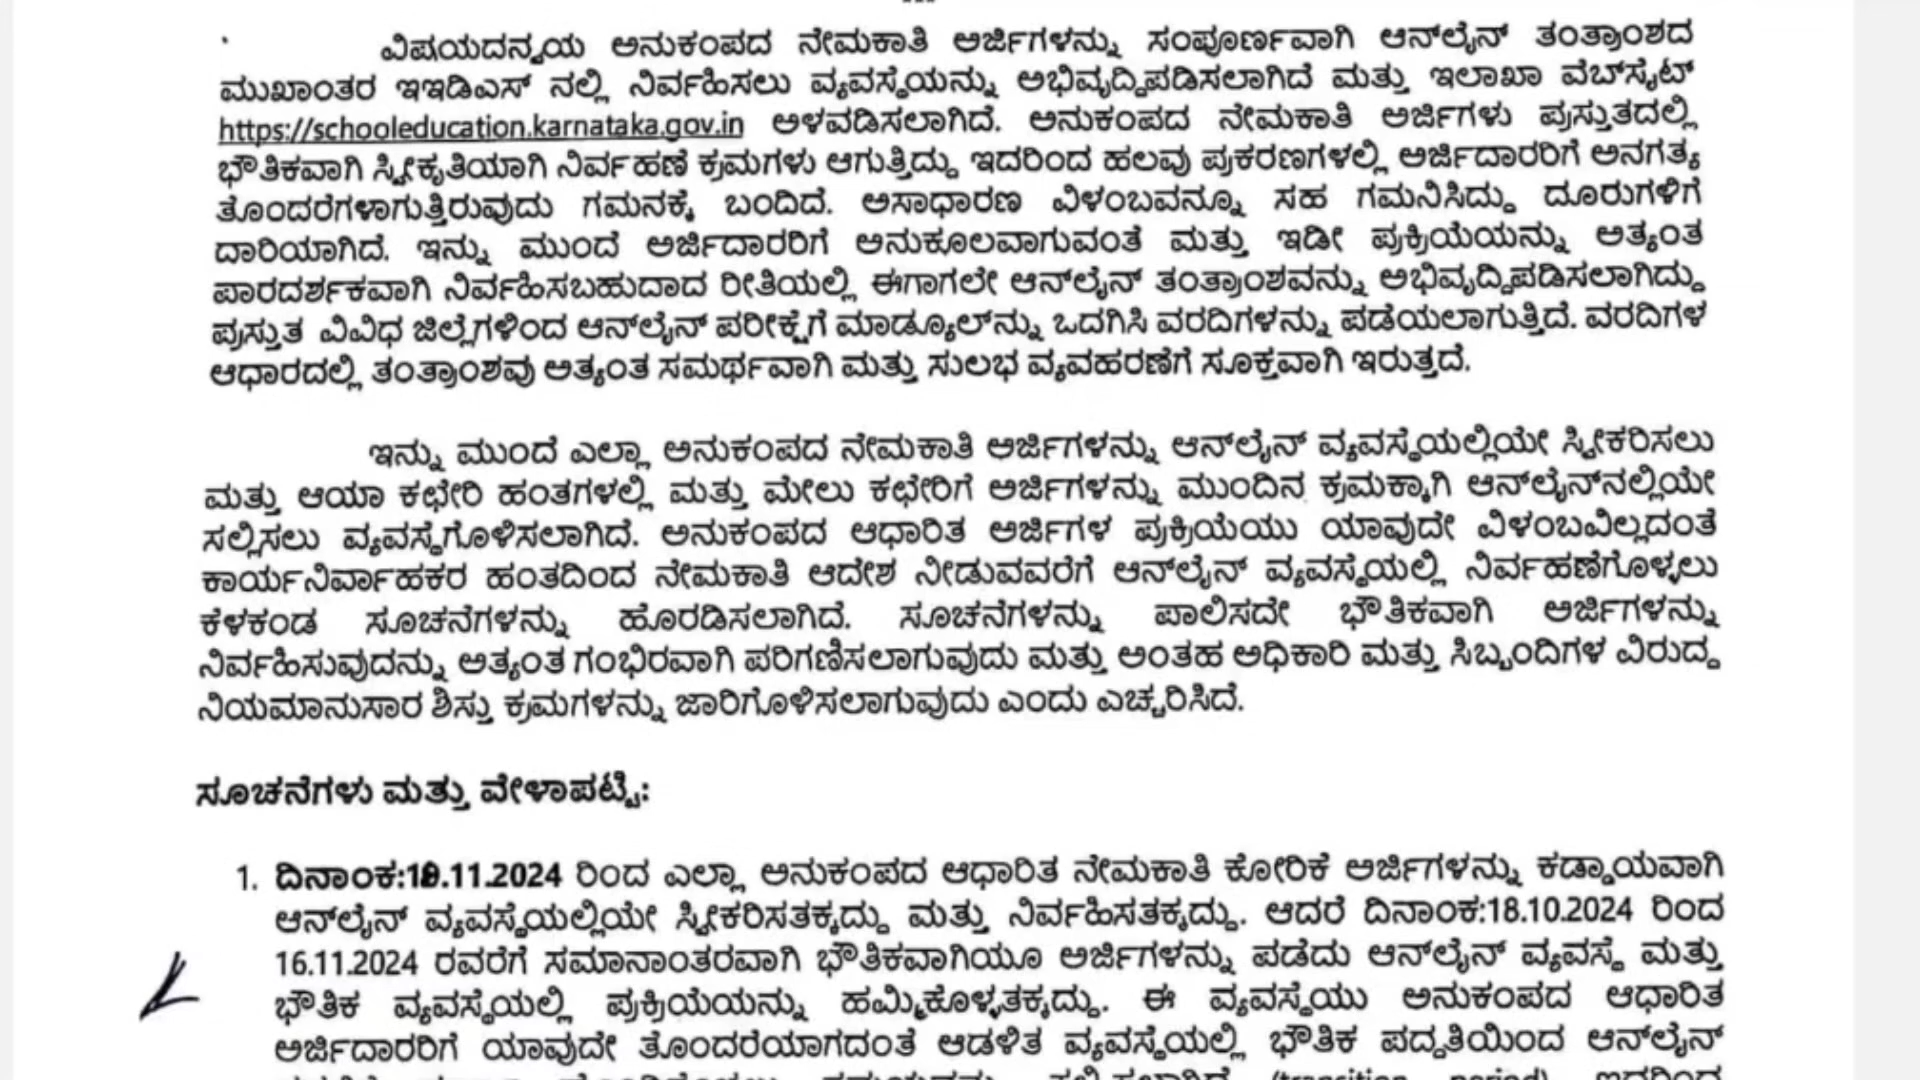 ವಿಷಯದನ್ವಯ ಅನುಕಂಪದ ನೇಮಕಾತಿ ಅರ್ಜಿಗಳನ್ನು ಸಂಪೂರ್ಣವಾಗಿ ಆನ್‌ಲೈನ್ ತಂತ್ರಾಂಶದ
ಮುಖಾಂತರ ಇಇಡಿಎಸ್ ನಲ್ಲಿ ನಿರ್ವಹಿಸಲು ವ್ಯವಸ್ಥೆಯನ್ನು ಅಭಿವೃದ್ಧಿಪಡಿಸಲಾಗಿದೆ ಮತ್ತು ಇಲಾಖಾ ವೆಬ್‌ಸೈಟ್
https://schooleducation.karnataka.gov.in ಅಳವಡಿಸಲಾಗಿದೆ. ಅನುಕಂಪದ ನೇಮಕಾತಿ ಅರ್ಜಿಗಳು ಪ್ರಸ್ತುತದಲ್ಲಿ
ಭೌತಿಕವಾಗಿ ಸ್ವೀಕೃತಿಯಾಗಿ ನಿರ್ವಹಣೆ ಕ್ರಮಗಳು ಆಗುತ್ತಿದ್ದು ಇದರಿಂದ ಹಲವು ಪ್ರಕರಣಗಳಲ್ಲಿ ಅರ್ಜಿದಾರರಿಗೆ ಅನಗತ್ಯ
ತೊಂದರೆಗಳಾಗುತ್ತಿರುವುದು ಗಮನಕ್ಕೆ ಬಂದಿದೆ. ಅಸಾಧಾರಣ ವಿಳಂಬವನ್ನೂ ಸಹ ಗಮನಿಸಿದ್ದು ದೂರುಗಳಿಗೆ
ದಾರಿಯಾಗಿದೆ. ಇನ್ನು ಮುಂದೆ ಅರ್ಜಿದಾರರಿಗೆ ಅನುಕೂಲವಾಗುವಂತೆ ಮತ್ತು ಇಡೀ ಪ್ರಕ್ರಿಯೆಯನ್ನು ಅತ್ಯಂತ
ಪಾರದರ್ಶಕವಾಗಿ ನಿರ್ವಹಿಸಬಹುದಾದ ರೀತಿಯಲ್ಲಿ ಈಗಾಗಲೇ ಆನ್‌ಲೈನ್ ತಂತ್ರಾಂಶವನ್ನು ಅಭಿವೃದ್ಧಿಪಡಿಸಲಾಗಿದ್ದು
ಪ್ರಸ್ತುತ ವಿವಿಧ ಜಿಲ್ಲೆಗಳಿಂದ ಆನ್‌ಲೈನ್ ಪರೀಕ್ಷೆಗೆ ಮಾಡ್ಯೂಲ್‌ನ್ನು ಒದಗಿಸಿ ವರದಿಗಳನ್ನು ಪಡೆಯಲಾಗುತ್ತಿದೆ. ವರದಿಗಳ
ಆಧಾರದಲ್ಲಿ ತಂತ್ರಾಂಶವು ಅತ್ಯಂತ ಸಮರ್ಥವಾಗಿ ಮತ್ತು ಸುಲಭ ವ್ಯವಹರಣೆಗೆ ಸೂಕ್ತವಾಗಿ ಇರುತ್ತದೆ.
ಇನ್ನು ಮುಂದೆ ಎಲ್ಲಾ ಅನುಕಂಪದ ನೇಮಕಾತಿ ಅರ್ಜಿಗಳನ್ನು ಆನ್‌ಲೈನ್ ವ್ಯವಸ್ಥೆಯಲ್ಲಿಯೇ ಸ್ವೀಕರಿಸಲು
ಮತ್ತು ಆಯಾ ಕಛೇರಿ ಹಂತಗಳಲ್ಲಿ ಮತ್ತು ಮೇಲು ಕಛೇರಿಗೆ ಅರ್ಜಿಗಳನ್ನು ಮುಂದಿನ ಕ್ರಮಕ್ಕಾಗಿ ಆನ್‌ಲೈನ್‌ನಲ್ಲಿಯೇ
ಸಲ್ಲಿಸಲು ವ್ಯವಸ್ಥೆಗೊಳಿಸಲಾಗಿದೆ. ಅನುಕಂಪದ ಆಧಾರಿತ ಅರ್ಜಿಗಳ ಪ್ರಕ್ರಿಯೆಯು ಯಾವುದೇ ವಿಳಂಬವಿಲ್ಲದಂತೆ
ಕಾರ್ಯನಿರ್ವಾಹಕರ ಹಂತದಿಂದ ನೇಮಕಾತಿ ಆದೇಶ ನೀಡುವವರೆಗೆ ಆನ್‌ಲೈನ್ ವ್ಯವಸ್ಥೆಯಲ್ಲಿ ನಿರ್ವಹಣೆಗೊಳ್ಳಲು
ಕೆಳಕಂಡ ಸೂಚನೆಗಳನ್ನು ಹೊರಡಿಸಲಾಗಿದೆ. ಸೂಚನೆಗಳನ್ನು ಪಾಲಿಸದೇ ಭೌತಿಕವಾಗಿ ಅರ್ಜಿಗಳನ್ನು
ನಿರ್ವಹಿಸುವುದನ್ನು ಅತ್ಯಂತ ಗಂಭಿರವಾಗಿ ಪರಿಗಣಿಸಲಾಗುವುದು ಮತ್ತು ಅಂತಹ ಅಧಿಕಾರಿ ಮತ್ತು ಸಿಬ್ಬಂದಿಗಳ ವಿರುದ್ಧ
ನಿಯಮಾನುಸಾರ ಶಿಸ್ತು ಕ್ರಮಗಳನ್ನು ಜಾರಿಗೊಳಿಸಲಾಗುವುದು ಎಂದು ಎಚ್ಚರಿಸಿದೆ.
ಸೂಚನೆಗಳು ಮತ್ತು ವೇಳಾಪಟ್ಟಿ:
1. ರಿಂದ ಎಲ್ಲಾ ಅನುಕಂಪದ ಆಧಾರಿತ ನೇಮಕಾತಿ ಕೋರಿಕೆ ಅರ್ಜಿಗಳನ್ನು ಕಡ್ಡಾಯವಾಗಿ
ಆನ್‌ಲೈನ್ ವ್ಯವಸ್ಥೆಯಲ್ಲಿಯೇ ಸ್ವೀಕರಿಸತಕ್ಕದ್ದು ಮತ್ತು ನಿರ್ವಹಿಸತಕ್ಕದ್ದು. ಆದರೆ ದಿನಾಂಕ:18.10.2024 ರಿಂದ
16.11.2024 ರವರೆಗೆ ಸಮಾನಾಂತರವಾಗಿ ಭೌತಿಕವಾಗಿಯೂ ಅರ್ಜಿಗಳನ್ನು ಪಡೆದು ಆನ್‌ಲೈನ್ ವ್ಯವಸ್ಥೆ ಮತ್ತು
ಭೌತಿಕ ವ್ಯವಸ್ಥೆಯಲ್ಲಿ ಪ್ರಕ್ರಿಯೆಯನ್ನು ಹಮ್ಮಿಕೊಳ್ಳತಕ್ಕದ್ದು. ಈ ವ್ಯವಸ್ಥೆಯು ಅನುಕಂಪದ ಆಧಾರಿತ
ಅರ್ಜಿದಾರರಿಗೆ ಯಾವುದೇ ತೊಂದರೆಯಾಗದಂತೆ ಆಡಳಿತ ವ್ಯವಸ್ಥೆಯಲ್ಲಿ ಭೌತಿಕ ಪದ್ಧತಿಯಿಂದ ಆನ್‌ಲೈನ್
(transition period) ಇದರಿಂದ